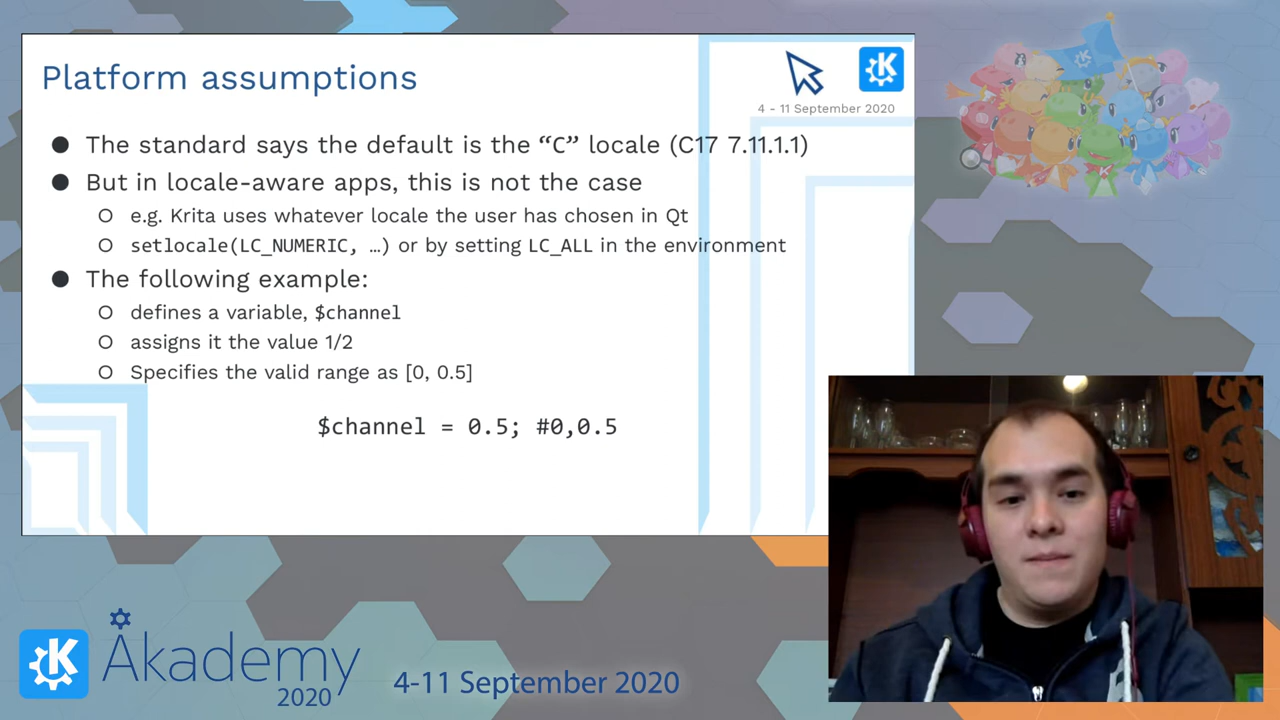 Platform assumptions
4 - 11 September 2020
● The standard says the default is the “C” locale (C17 7.11.1.1)
● But in locale-aware apps, this is not the case
○ e.g. Krita uses whatever locale the user has chosen in Qt
○ setlocale(LC_NUMERIC, …) or by setting LC_ALL in the environment
● The following example:
○ defines a variable, $channel
○ assigns it the value 1/2
○ Specifies the valid range as [0, 0.5]
$channel = 0.5; #0,0.5
Akademy
2020
4-11 September 2020